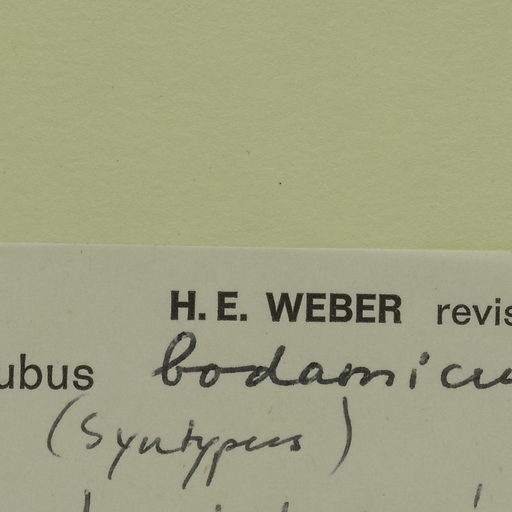 H. E. WEBER revis
ubus bodamicu
(Syntypus)